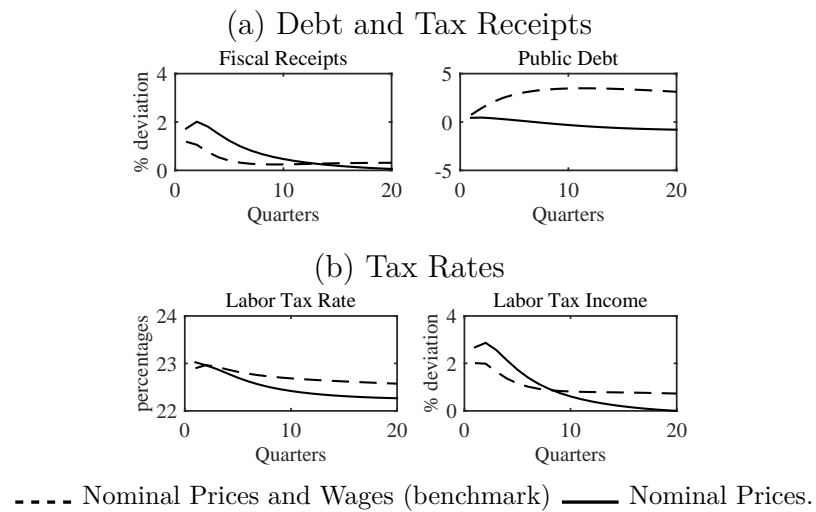 (a) Debt and Tax Receipts
Fiscal Receipts
% deviation
4
2
0
0
10
20
Quarters
Public Debt
5
0
-5
0
10
20
Quarters
(b) Tax Rates
Labor Tax Rate
percentages
24
23
22
0
10
20
Quarters
Labor Tax Income
% deviation
4
2
0
0
10
20
Quarters
Nominal Prices and Wages (benchmark) Nominal Prices.